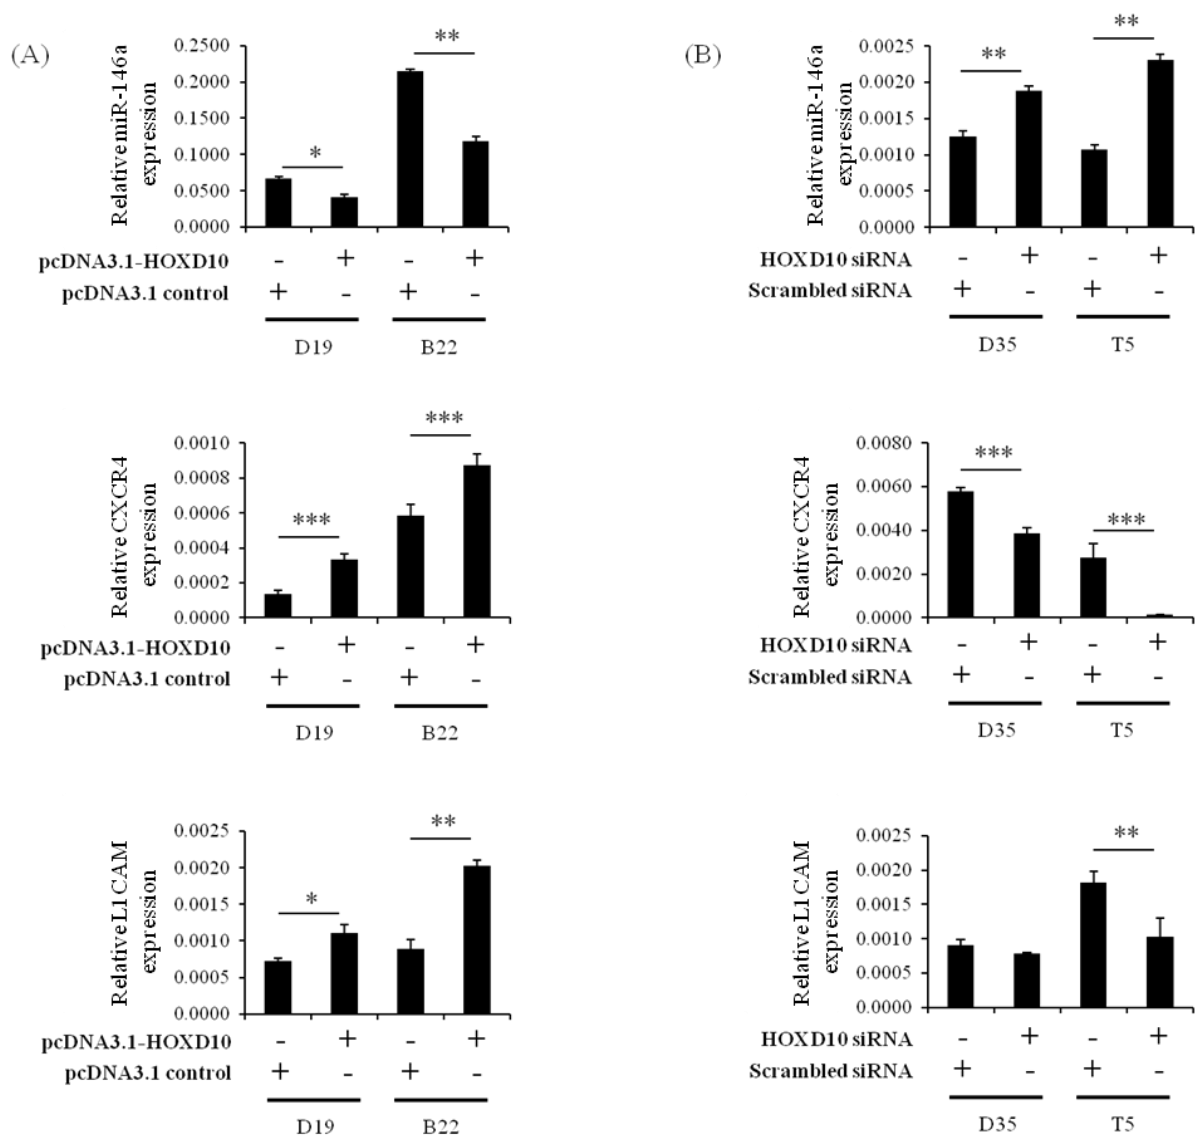 (A)
Relative miR-146a
expression
0.2500
0.2000
0.1500
0.1000
0.0500
0.0000
*
**
pcDNA3.1-HOXD10 - + - +
pcDNA3.1 control + - + -
D19 B22
Relative CXCR4
expression
0.0010
0.0008
0.0006
0.0004
0.0002
0.0000
***
***
pcDNA3.1-HOXD10 - + - +
pcDNA3.1 control + - + -
D19 B22
Relative L1CAM
expression
0.0025
0.0020
0.0015
0.0010
0.0005
0.0000
*
**
pcDNA3.1-HOXD10 - + - +
pcDNA3.1 control + - + -
D19 B22
(B)
Relative miR-146a
expression
0.0025
0.0020
0.0015
0.0010
0.0005
0.0000
**
**
HOXD10 siRNA - + - +
Scrambled siRNA + - + -
D35 T5
Relative CXCR4
expression
0.0080
0.0060
0.0040
0.0020
0.0000
***
***
HOXD10 siRNA - + - +
Scrambled siRNA + - + -
D35 T5
Relative L1CAM
expression
0.0025
0.0020
0.0015
0.0010
0.0005
0.0000
**
HOXD10 siRNA - + - +
Scrambled siRNA + - + -
D35 T5